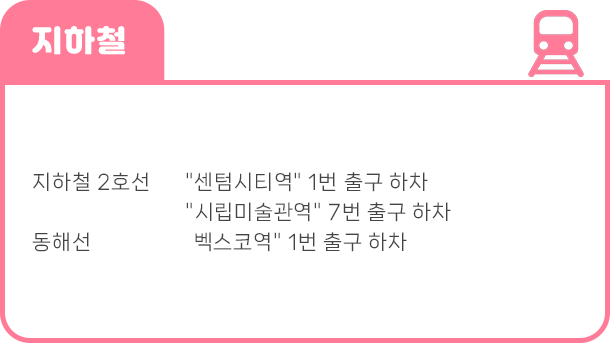 지하철
지하철 2호선 "센텀시티역" 1번 출구 하차
"시립미술관역" 7번 출구 하차
동해선 벡스코역" 1번 출구 하차